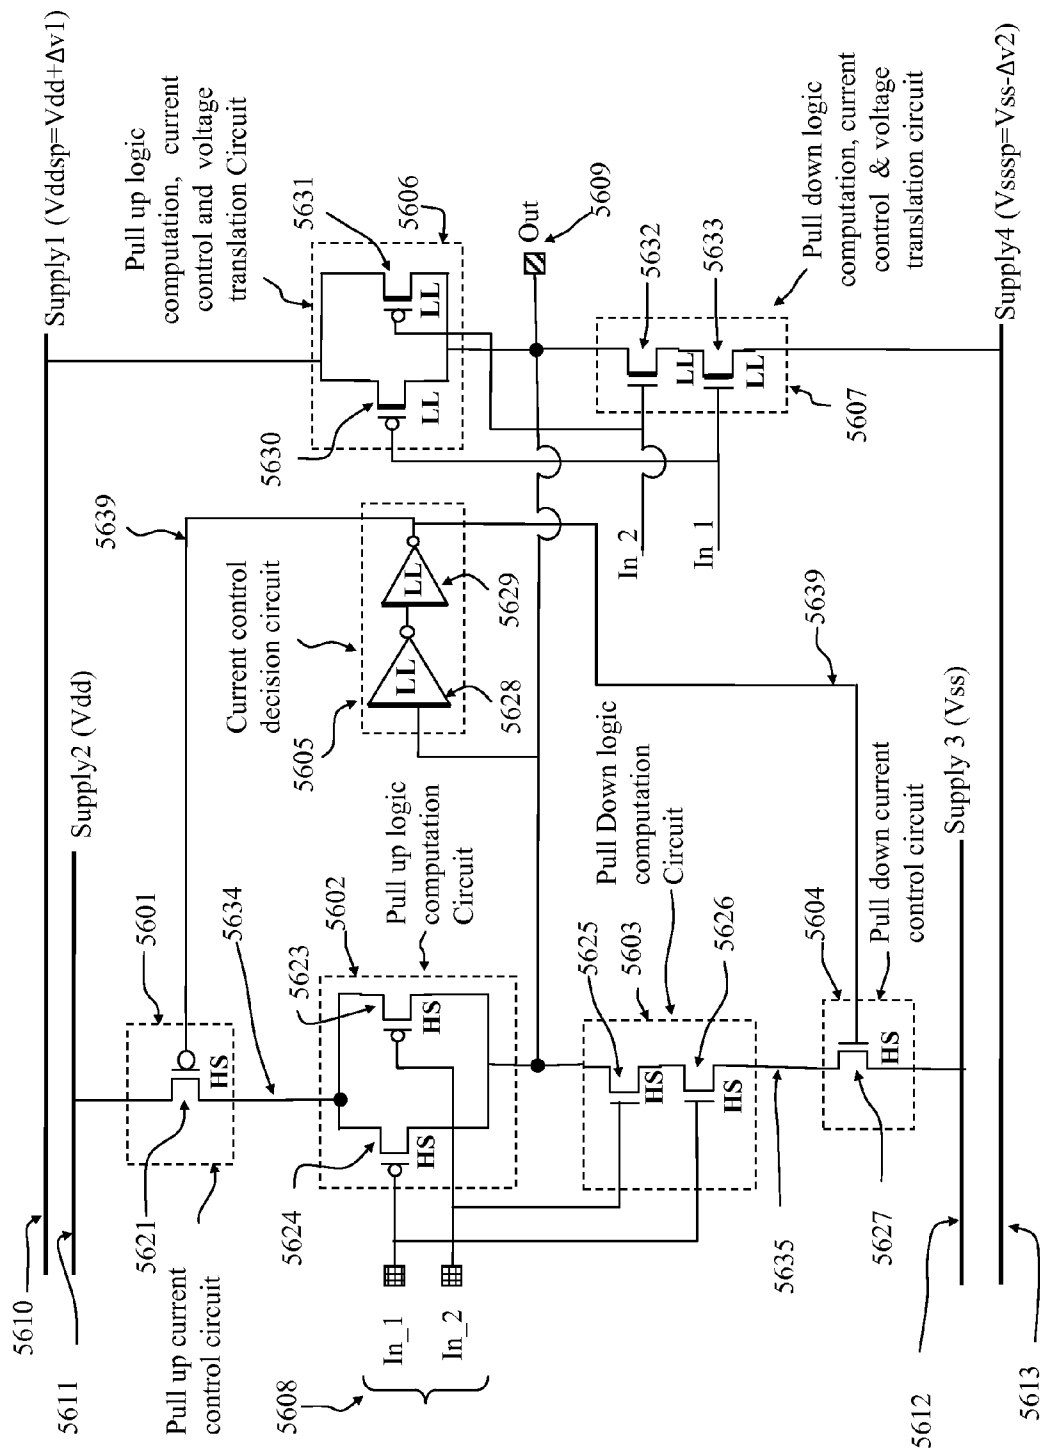 Supply1 (Vddsp=Vdd+Δv1)
Supply2 (Vdd)
5610
5611
Pull up current
control circuit
5621
5601
HS
5634
5639
Pull up logic
computation, current
control and voltage
translation Circuit
5631
5606
5630
LL
LL
Current control
decision circuit
5605
LL
LL
5628
5629
Pull up logic
computation
Circuit
5602
5623
5624
HS
HS
5608
In_1
In_2
Out
5609
5632
5633
LL
LL
5607
In_2
In_1
Pull down logic
computation, current
control & voltage
translation circuit
Pull Down logic
computation
Circuit
5603
5625
5626
HS
HS
5635
5639
5604
Pull down current
control circuit
5627
HS
Supply 3 (Vss)
Supply4 (Vsssp=Vss-Δv2)
5612
5613